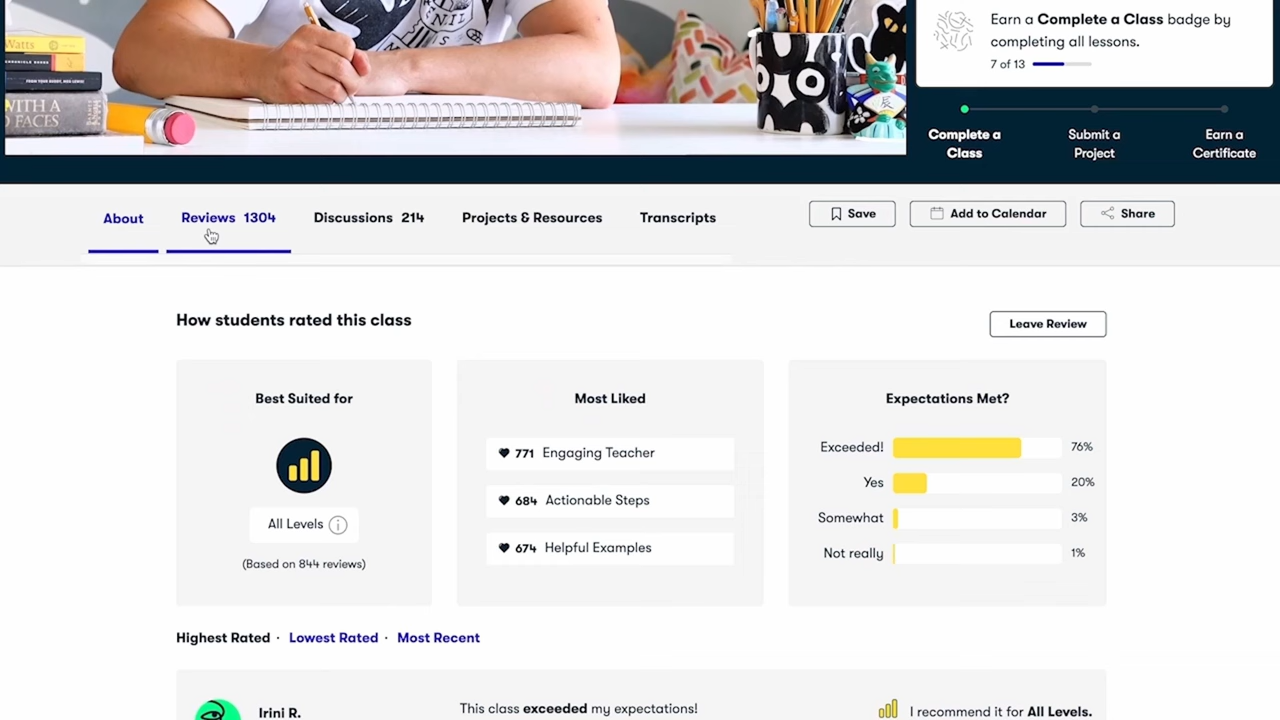 Watts
WITH A
FACES
NIL
Earn a Complete a Class badge by
completing all lessons.
7 of 13
Complete a
Class
Submit a
Project
Earn a
Certificate
About
Reviews 1304
Discussions 214
Projects & Resources
Transcripts
Save
Add to Calendar
Share
How students rated this class
Leave Review
Best Suited for
All Levels
(Based on 844 reviews)
Most Liked
771 Engaging Teacher
684 Actionable Steps
674 Helpful Examples
Expectations Met?
Exceeded! 76%
Yes 20%
Somewhat 3%
Not really 1%
Highest Rated · Lowest Rated · Most Recent
Irini R.
This class exceeded my expectations!
I recommend it for All Levels.